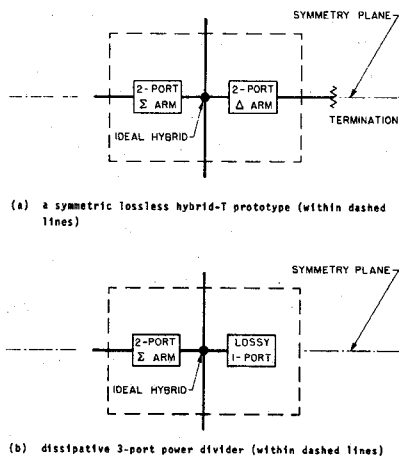 SYMMETRY PLANE
2-PORT
Σ ARM
2-PORT
Δ ARM
IDEAL HYBRID
TERMINATION
(a) a symmetric lossless hybrid-T prototype (within dashed
lines)
SYMMETRY PLANE
2-PORT
Σ ARM
LOSSY
1-PORT
IDEAL HYBRID
(b) dissipative 3-port power divider (within dashed lines)